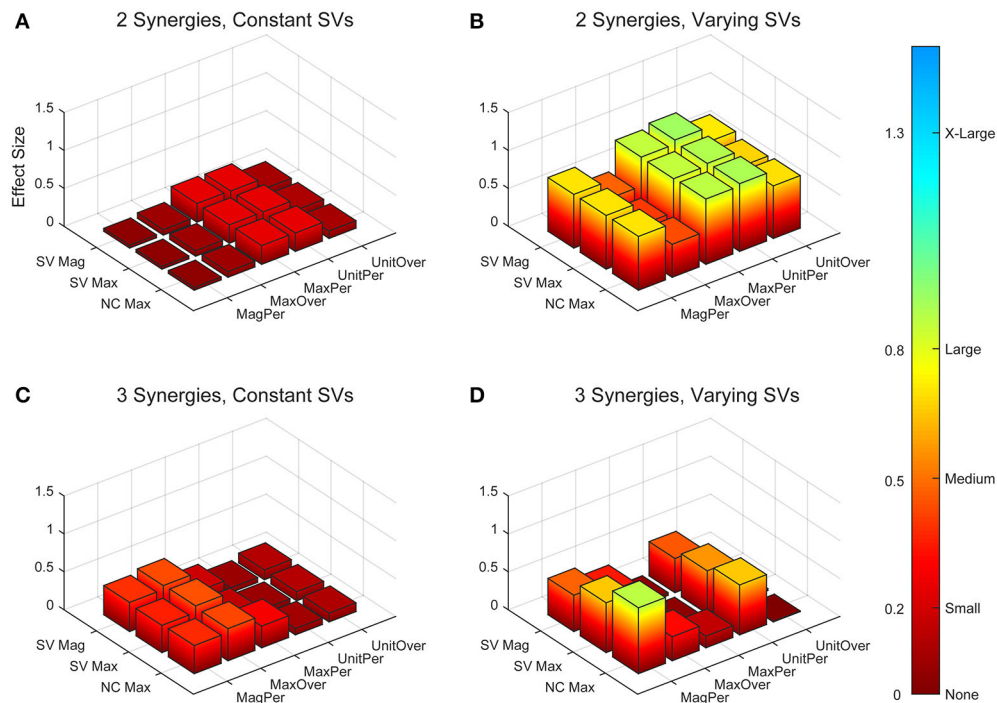 A
2 Synergies, Constant SVs
1.5
1
0.5
0
Effect Size
SV Mag
SV Max
NC Max
MagPer
MaxOver
MaxPer
UnitPer
UnitOver
B
2 Synergies, Varying SVs
1.5
1
0.5
0
SV Mag
SV Max
NC Max
MagPer
MaxOver
MaxPer
UnitPer
UnitOver
C
3 Synergies, Constant SVs
1.5
1
0.5
0
SV Mag
SV Max
NC Max
MagPer
MaxOver
MaxPer
UnitPer
UnitOver
D
3 Synergies, Varying SVs
1.5
1
0.5
0
SV Mag
SV Max
NC Max
MagPer
MaxOver
MaxPer
UnitPer
UnitOver
1.3 X-Large
0.8 Large
0.5 Medium
0.2 Small
0 None